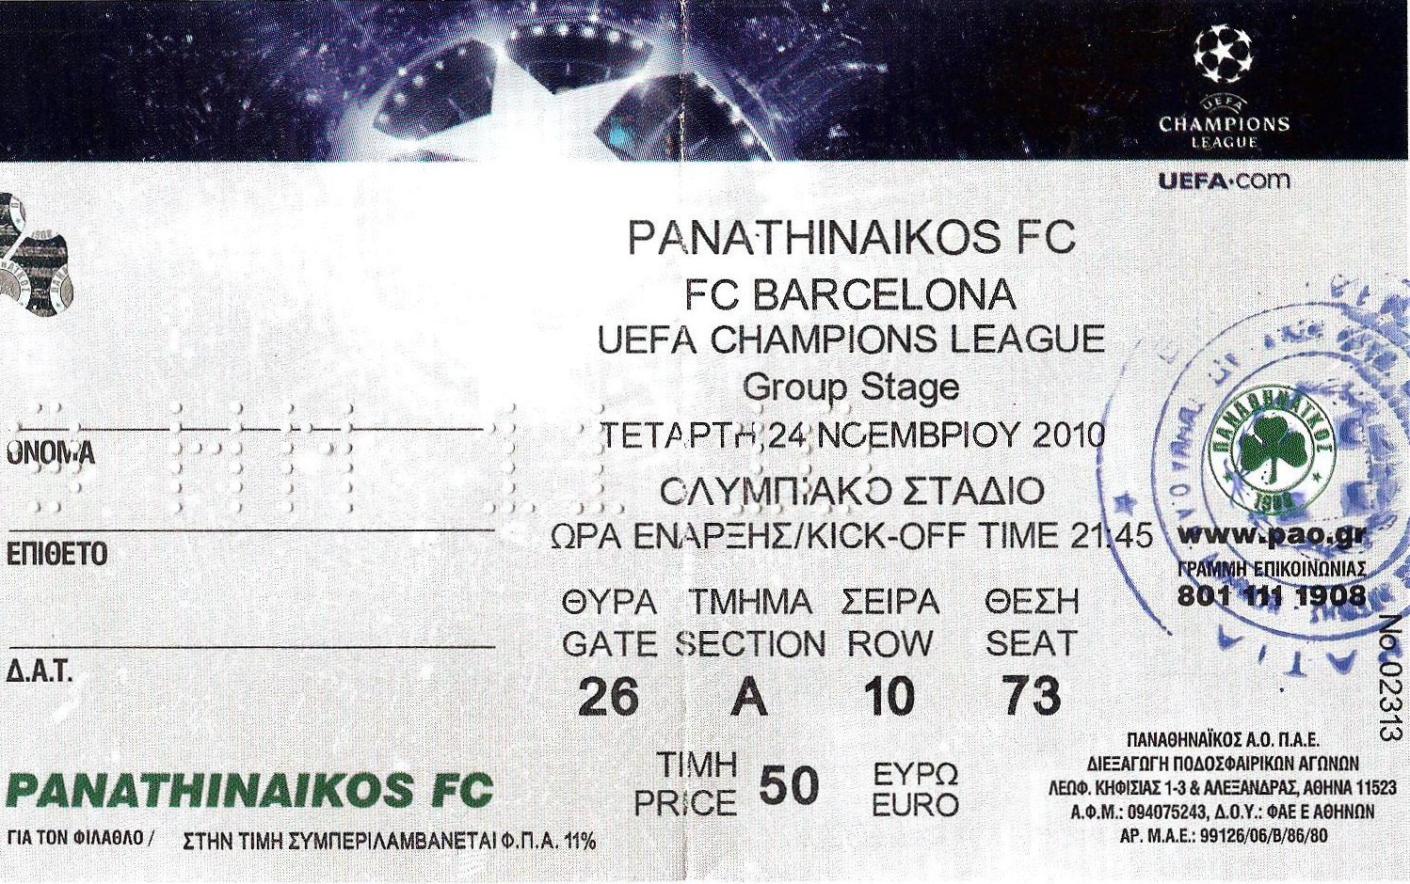 UEFA
CHAMPIONS
LEAGUE
UEFA.com
PANATHINAIKOS FC
FC BARCELONA
UEFA CHAMPIONS LEAGUE
Group Stage
ΤΕΤΑΡΤΗ,24 ΝΟΕΜΒΡΙΟΥ 2010
ΟΛΥΜΠΙΑΚΟ ΣΤΑΔΙΟ
ΩΡΑ ΕΝΑΡΞΗΣ/KICK-OFF TIME 21:45
ΟΝΟΜΑ
ΕΠΙΘΕΤΟ
Δ.Α.Τ.
ΠΑΝΑΘΗΝΑΪΚΟΣ
1908
www.pao.gr
ΓΡΑΜΜΗ ΕΠΙΚΟΙΝΩΝΙΑΣ
801 111 1908
ΘΥΡΑ ΤΜΗΜΑ ΣΕΙΡΑ ΘΕΣΗ
GATE SECTION ROW SEAT
26 A 10 73
No.02313
ΤΙΜΗ 50 ΕΥΡΩ
PRICE EURO
PANATHINAIKOS FC
ΓΙΑ ΤΟΝ ΦΙΛΑΘΛΟ / ΣΤΗΝ ΤΙΜΗ ΣΥΜΠΕΡΙΛΑΜΒΑΝΕΤΑΙ Φ.Π.Α. 11%
ΠΑΝΑΘΗΝΑΪΚΟΣ Α.Ο. Π.Α.Ε.
ΔΙΕΞΑΓΩΓΗ ΠΟΔΟΣΦΑΙΡΙΚΩΝ ΑΓΩΝΩΝ
ΛΕΩΦ. ΚΗΦΙΣΙΑΣ 1-3 & ΑΛΕΞΑΝΔΡΑΣ, ΑΘΗΝΑ 11523
Α.Φ.Μ.: 094075243, Δ.Ο.Υ.: ΦΑΕ Ε ΑΘΗΝΩΝ
ΑΡ. Μ.Α.Ε.: 99126/06/Β/86/80